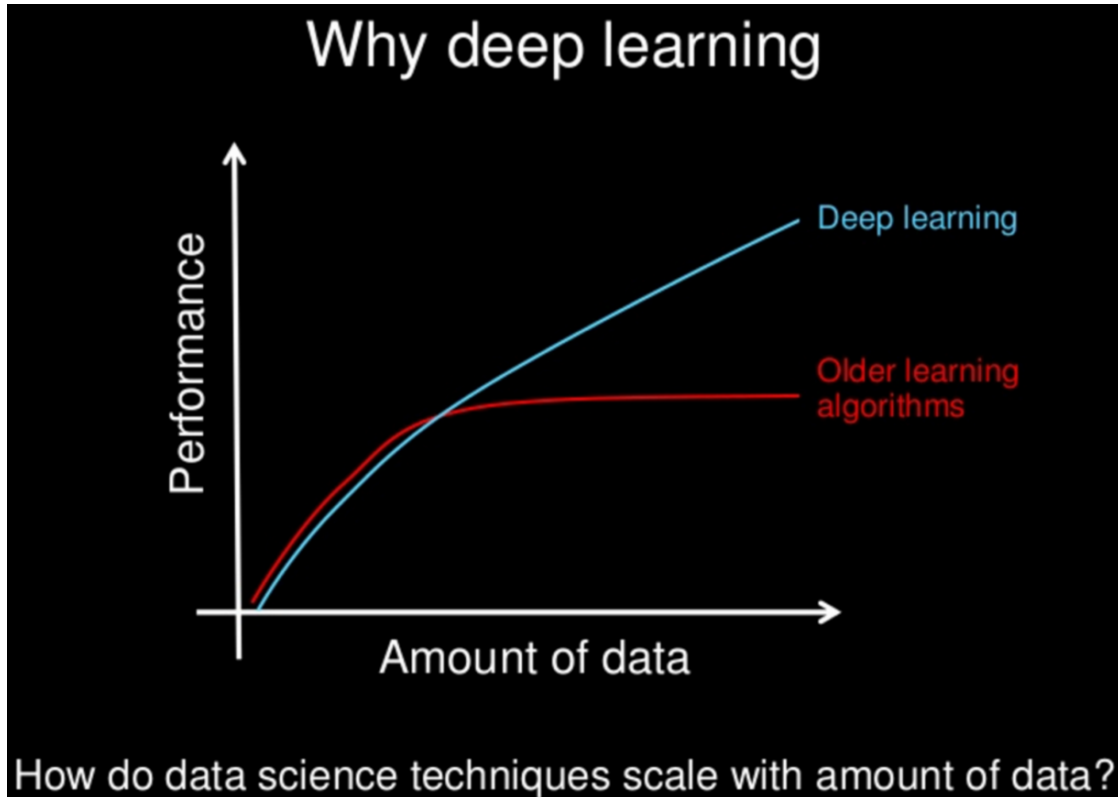 Why deep learning
Performance
Deep learning
Older learning
algorithms
Amount of data
How do data science techniques scale with amount of data?